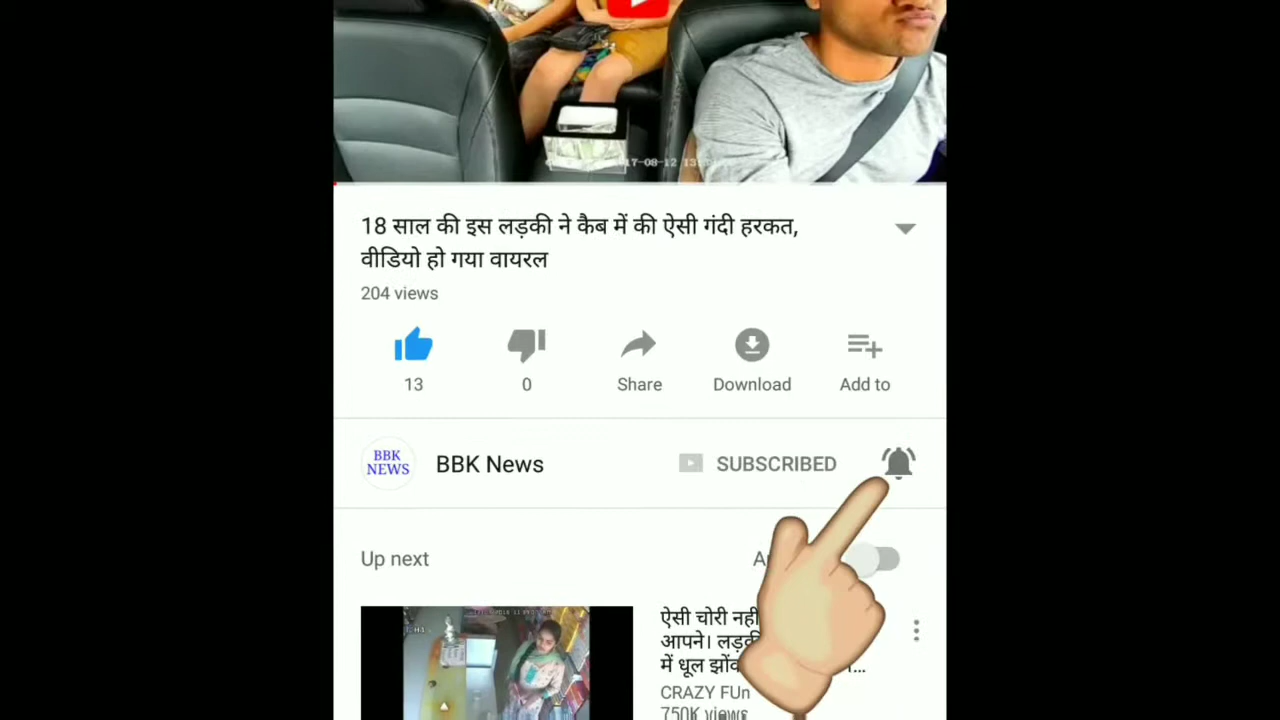 18 साल की इस लड़की ने कैब में की ऐसी गंदी हरकत,
वीडियो हो गया वायरल
204 views
13
0
Share
Download
Add to
BBK
NEWS
BBK News
SUBSCRIBED
Up next
ऐसी चोरी नहीं
आपने। लड़की
में धूल झोंक
CRAZY FUn
750K views